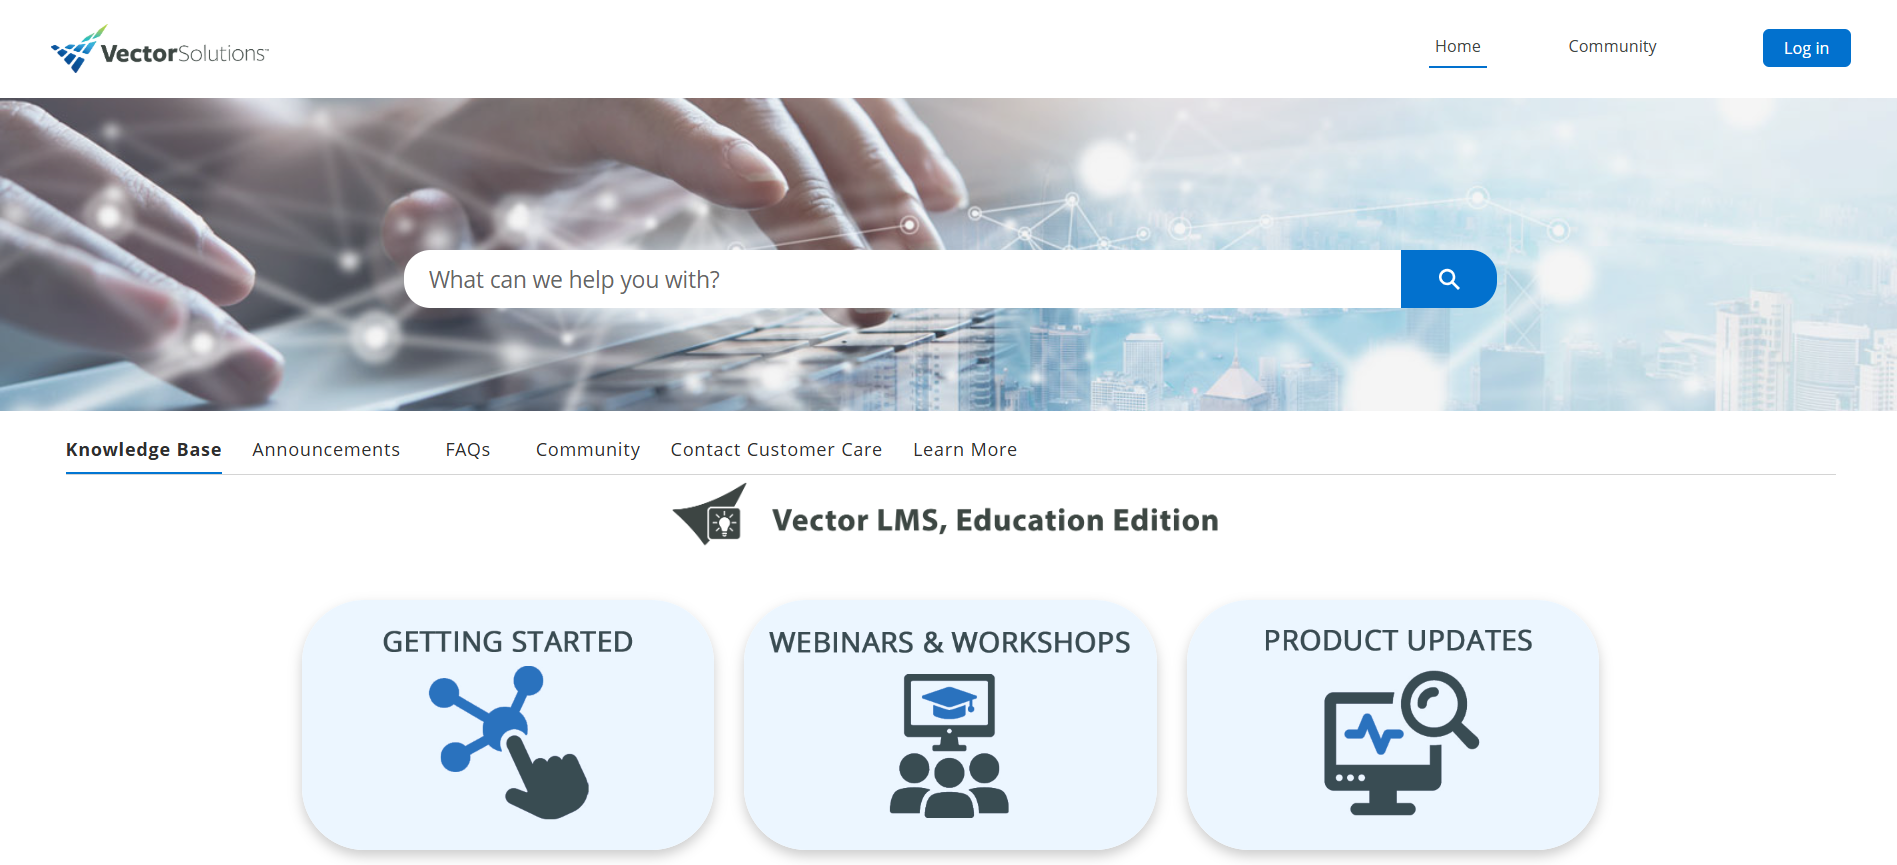 VectorSolutions™
Home
Community
Log in
What can we help you with?
Knowledge Base
Announcements
FAQs
Community
Contact Customer Care
Learn More
Vector LMS, Education Edition
GETTING STARTED
WEBINARS & WORKSHOPS
PRODUCT UPDATES